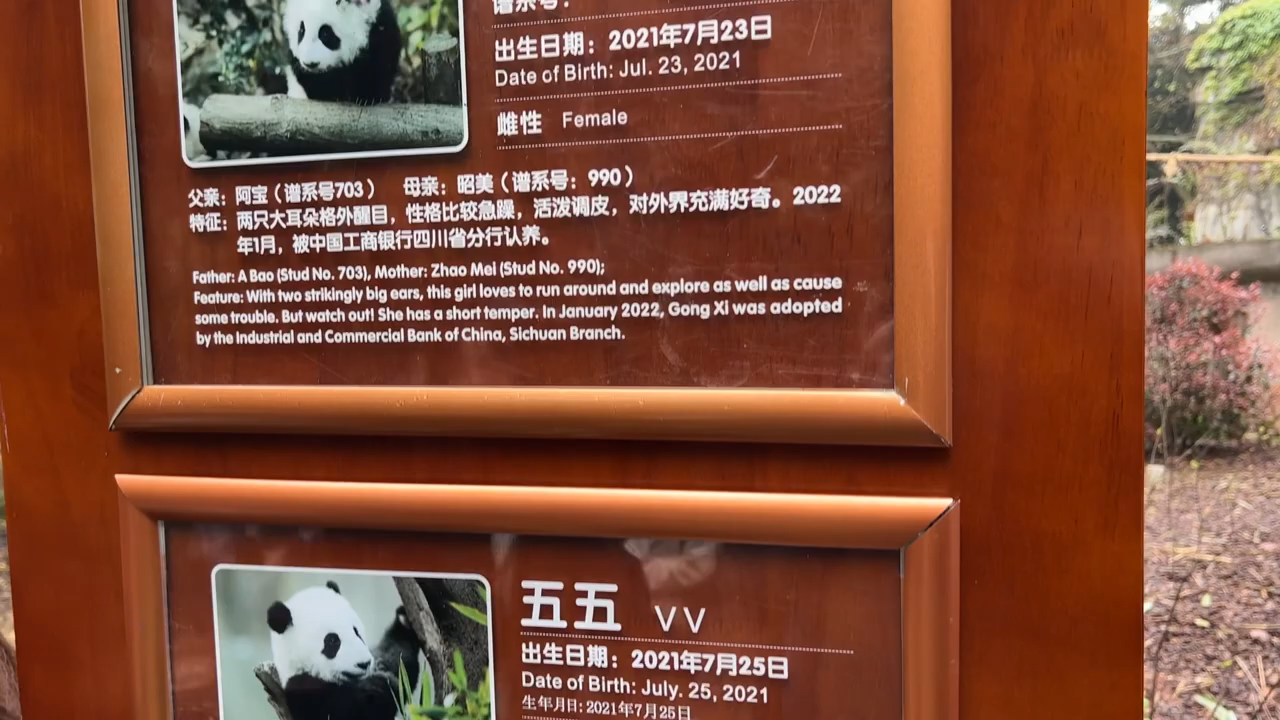 谱系号:
出生日期：2021年7月23日
Date of Birth: Jul. 23, 2021
雌性 Female
父亲：阿宝（谱系号703） 母亲：昭美（谱系号：990）
特征：两只大耳朵格外醒目，性格比较急躁，活泼调皮，对外界充满好奇。2022
年1月，被中国工商银行四川省分行认养。
Father: A Bao (Stud No. 703), Mother: Zhao Mei (Stud No. 990);
Feature: With two strikingly big ears, this girl loves to run around and explore as well as cause
some trouble. But watch out! She has a short temper. In January 2022, Gong Xi was adopted
by the Industrial and Commercial Bank of China, Sichuan Branch.
五五 VV
出生日期：2021年7月25日
Date of Birth: July. 25, 2021
生年月日: 2021年7月25日